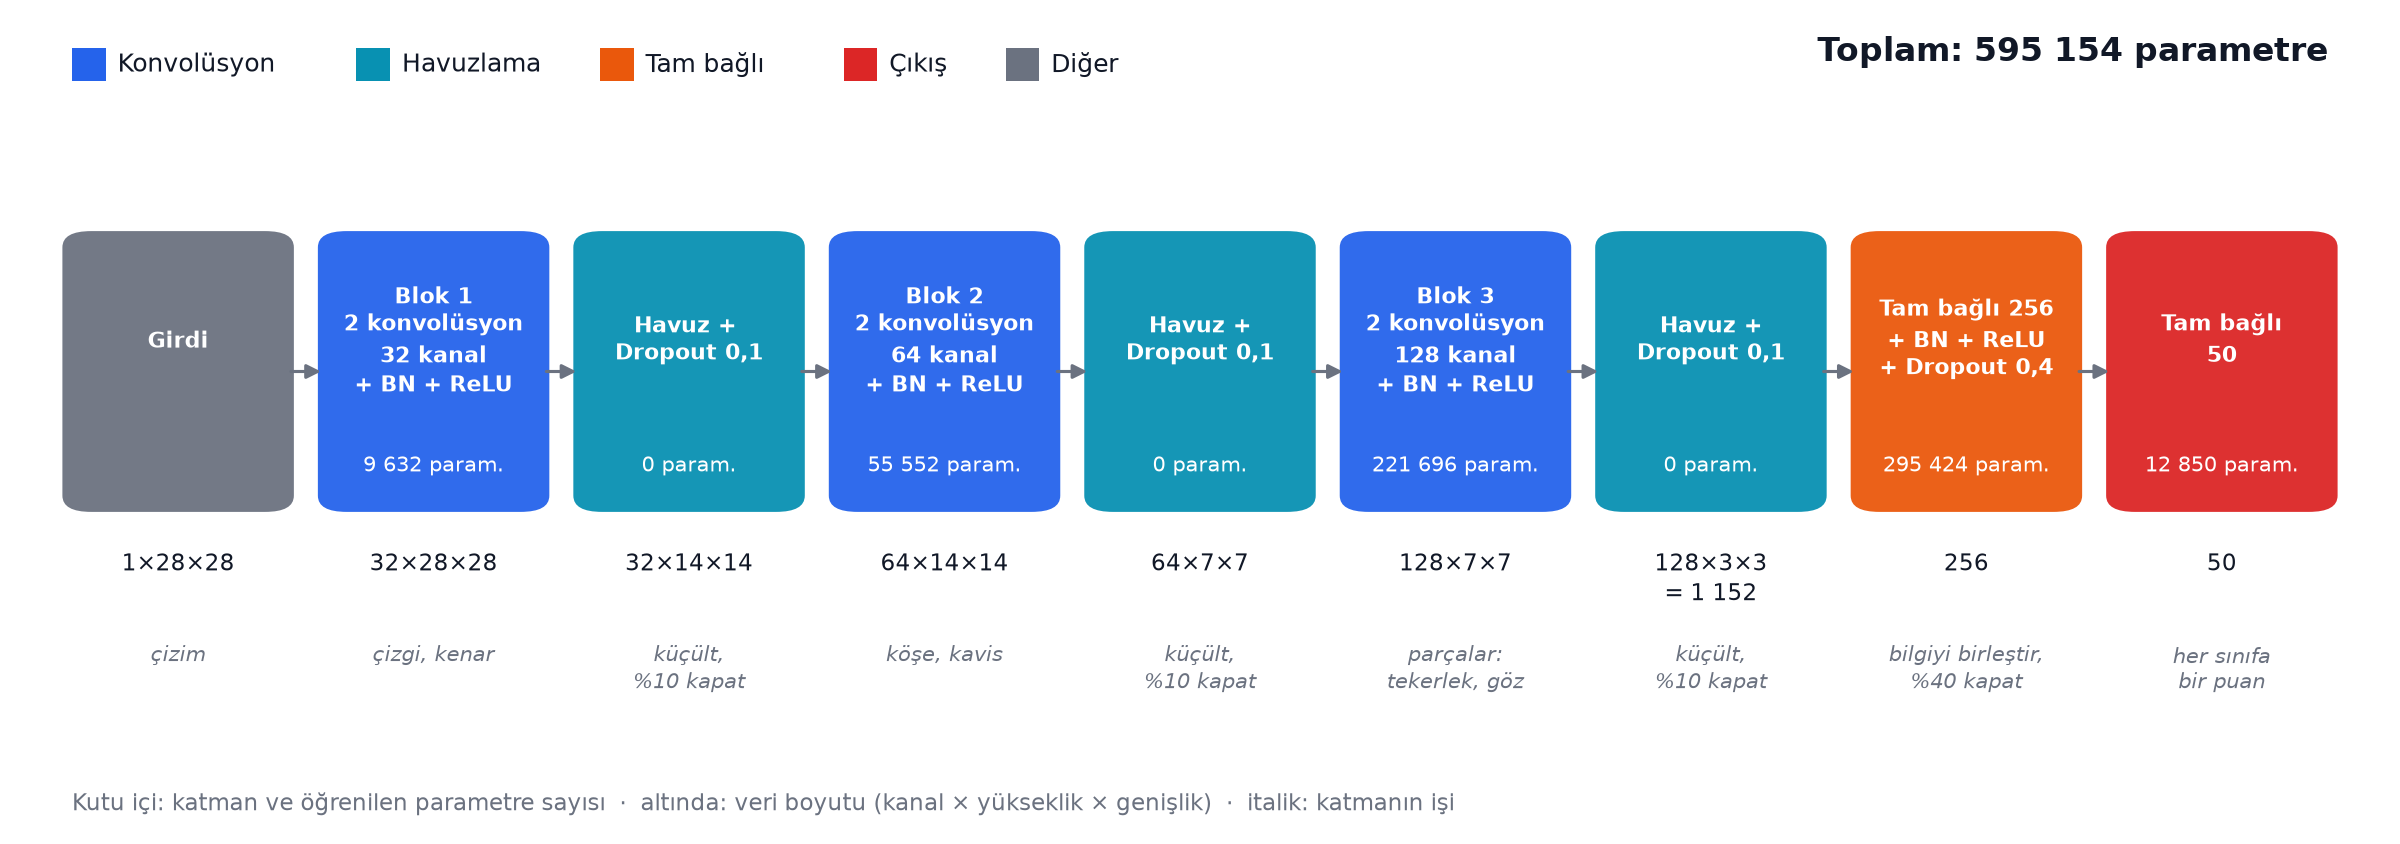 Konvolüsyon
Havuzlama
Tam bağlı
Çıkış
Diğer
Toplam: 595 154 parametre
Girdi
Blok 1
2 konvolüsyon
32 kanal
+ BN + ReLU
9 632 param.
Havuz +
Dropout 0,1
0 param.
Blok 2
2 konvolüsyon
64 kanal
+ BN + ReLU
55 552 param.
Havuz +
Dropout 0,1
0 param.
Blok 3
2 konvolüsyon
128 kanal
+ BN + ReLU
221 696 param.
Havuz +
Dropout 0,1
0 param.
Tam bağlı 256
+ BN + ReLU
+ Dropout 0,4
295 424 param.
Tam bağlı
50
12 850 param.
1×28×28
32×28×28
32×14×14
64×14×14
64×7×7
128×7×7
128×3×3
= 1 152
256
50
çizim
çizgi, kenar
küçült,
%10 kapat
köşe, kavis
küçült,
%10 kapat
parçalar:
tekerlek, göz
küçült,
%10 kapat
bilgiyi birleştir,
%40 kapat
her sınıfa
bir puan
Kutu içi: katman ve öğrenilen parametre sayısı · altında: veri boyutu (kanal × yükseklik × genişlik) · italik: katmanın işi